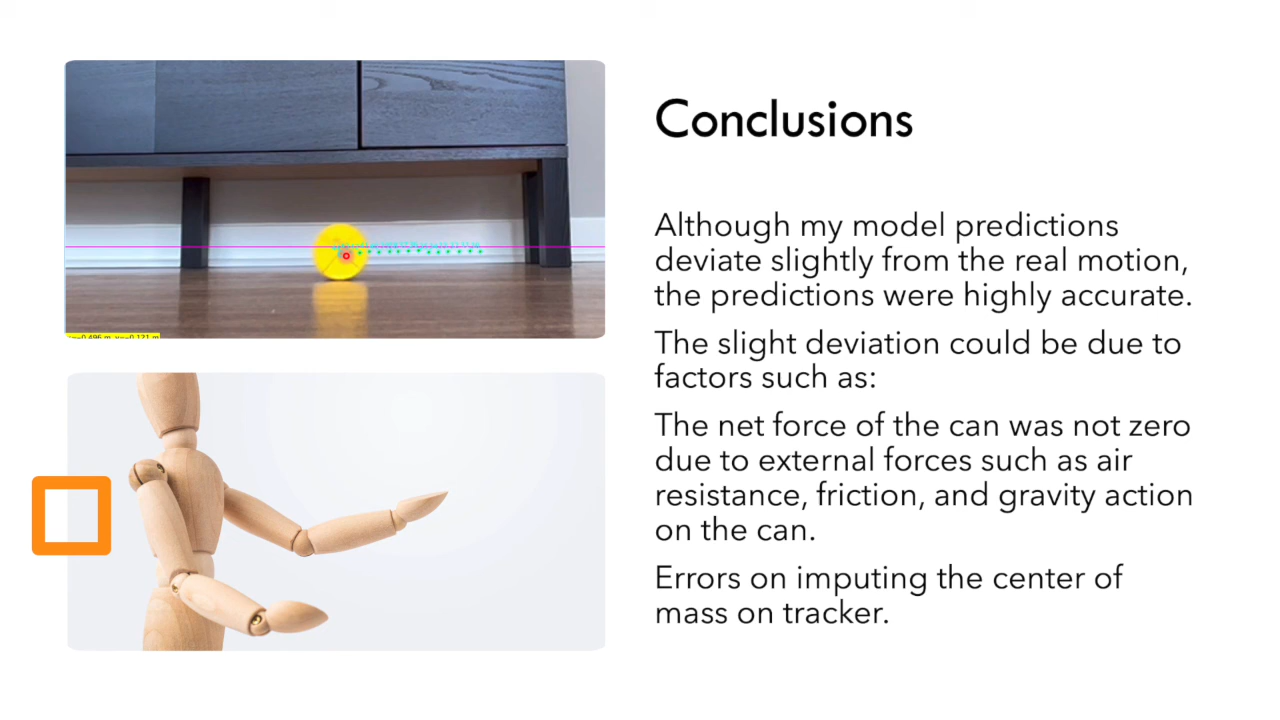 Conclusions
Although my model predictions
deviate slightly from the real motion,
the predictions were highly accurate.
The slight deviation could be due to
factors such as:
The net force of the can was not zero
due to external forces such as air
resistance, friction, and gravity action
on the can.
Errors on imputing the center of
mass on tracker.